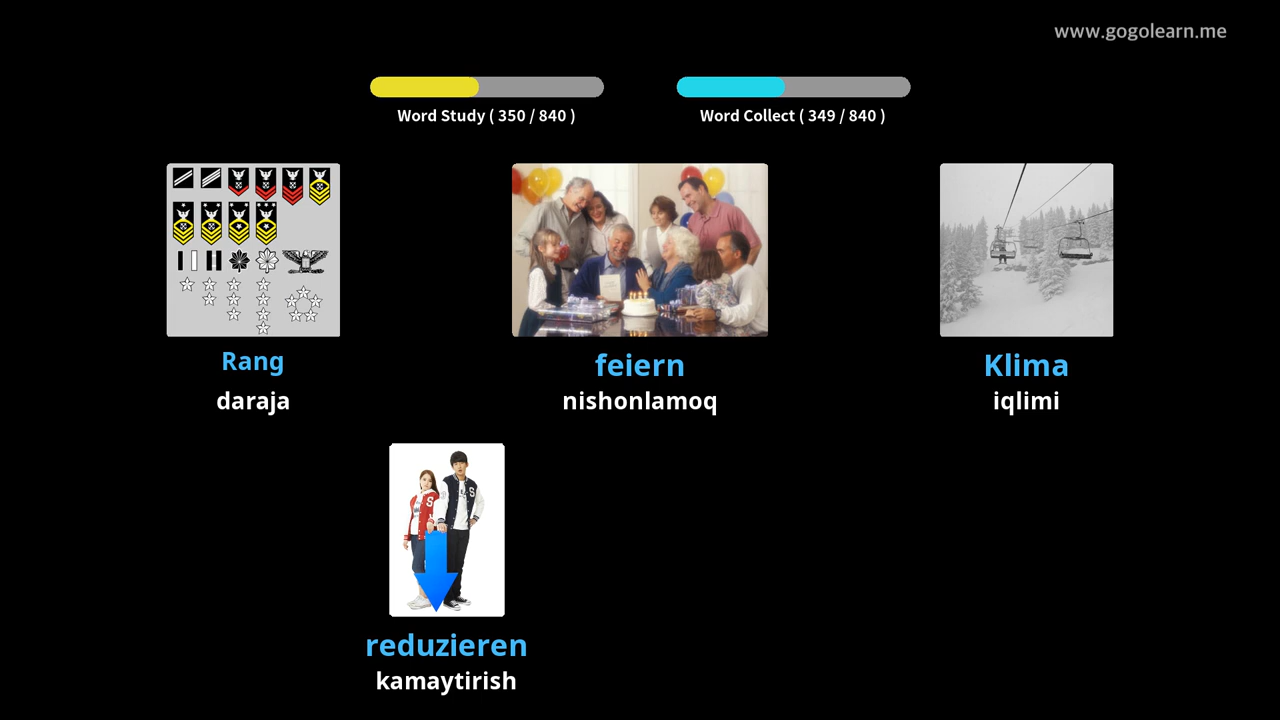 www.gogolearn.me
Word Study ( 350 / 840 )
Word Collect ( 349 / 840 )
Rang
daraja
feiern
nishonlamoq
Klima
iqlimi
S
S
reduzieren
kamaytirish